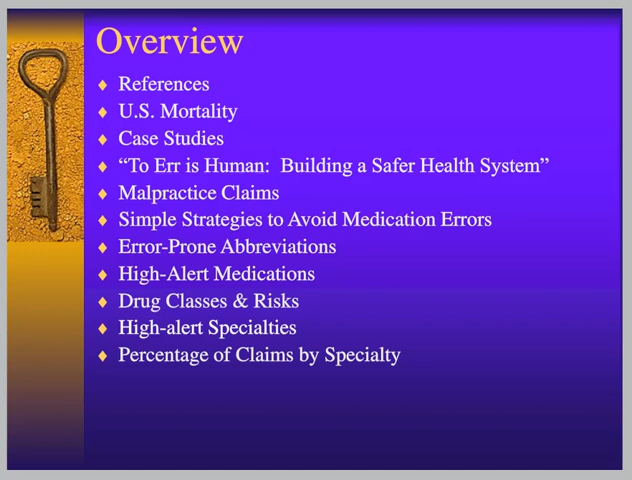 Overview
♦ References
♦ U.S. Mortality
♦ Case Studies
♦ “To Err is Human:  Building a Safer Health System”
♦ Malpractice Claims
♦ Simple Strategies to Avoid Medication Errors
♦ Error-Prone Abbreviations
♦ High-Alert Medications
♦ Drug Classes & Risks
♦ High-alert Specialties
♦ Percentage of Claims by Specialty